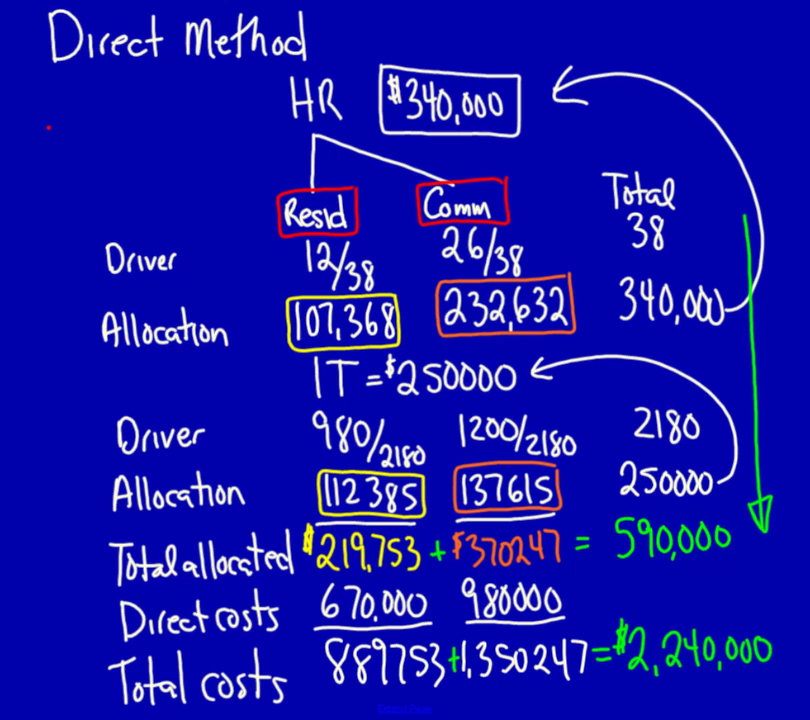 Direct Method
HR $340,000
Resid Comm Total
Driver 12/38 26/38 38
Allocation 107,368 232,632 340,000
IT = $250000
Driver 980/2180 1200/2180 2180
Allocation 112385 137615 250000
Total allocated $219,753 + $370247 = 590,000
Direct costs 670,000 980000
Total costs 889753 + 1,350247 = $2,240,000